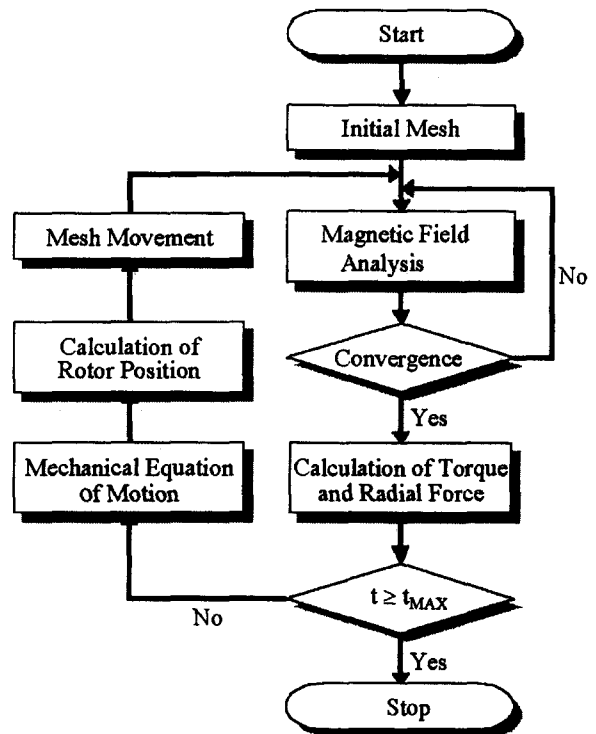 Start
Initial Mesh
Mesh Movement
Magnetic Field
Analysis
No
Calculation of
Rotor Position
Convergence
Yes
Mechanical Equation
of Motion
Calculation of Torque
and Radial Force
t ≥ tMAX
No
Yes
Stop